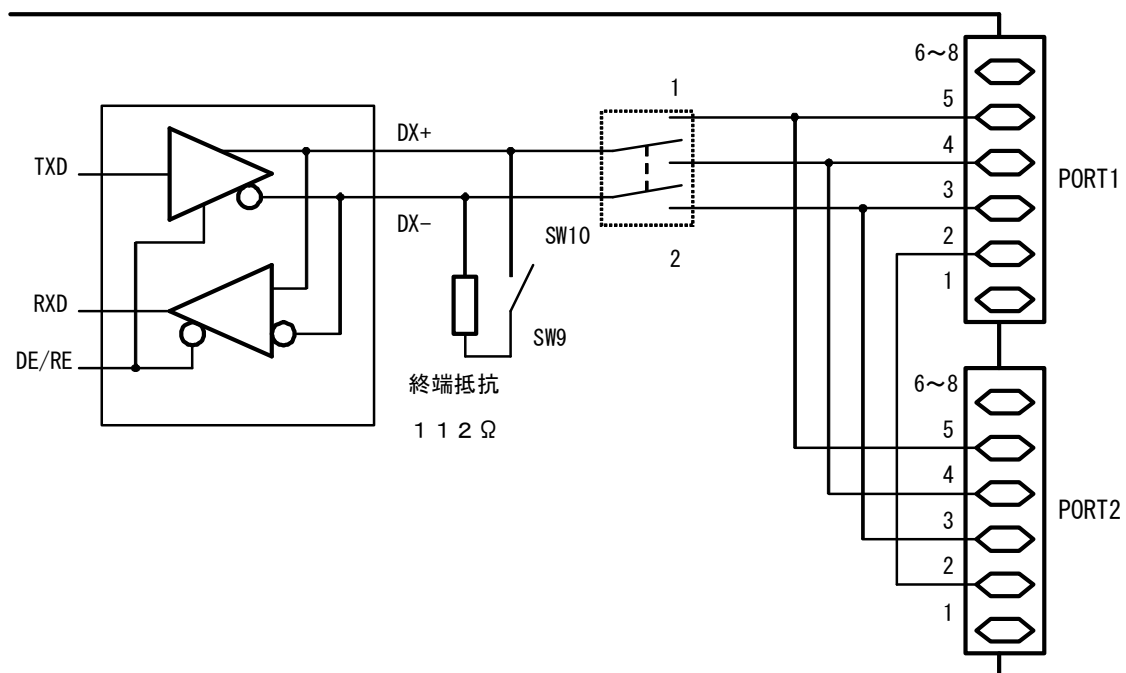 6～8
1
5
DX+
4
TXD
PORT1
3
DX-
SW10
2
2
1
RXD
SW9
DE/RE
終端抵抗
１１２Ω
6～8
5
4
PORT2
3
2
1